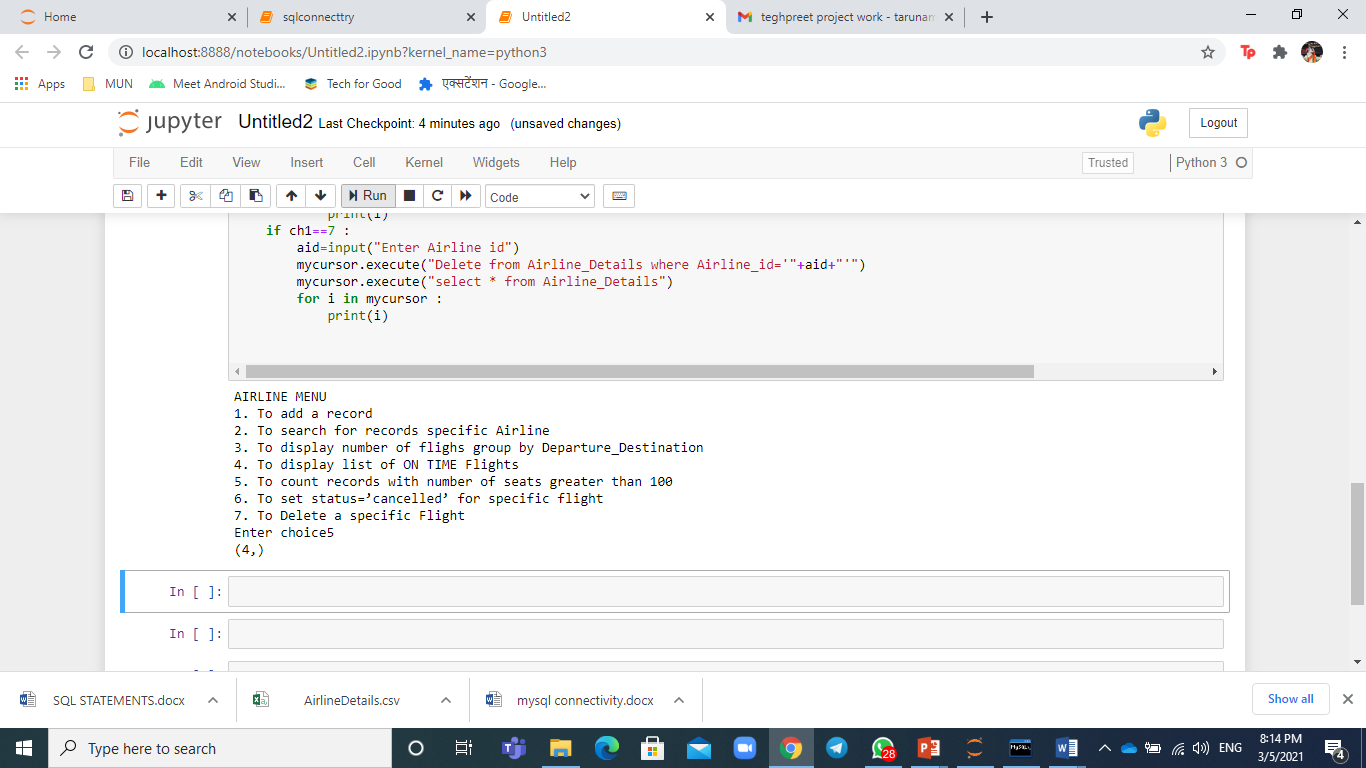 Home
sqlconnecttry
Untitled2
teghpreet project work - tarunam
localhost:8888/notebooks/Untitled2.ipynb?kernel_name=python3
Apps
MUN
Meet Android Studi...
Tech for Good
एक्सटेंशन - Google...
jupyter Untitled2 Last Checkpoint: 4 minutes ago (unsaved changes)
Logout
File Edit View Insert Cell Kernel Widgets Help
Trusted
Python 3
Run
Code
print(i)
if ch1==7 :
aid=input("Enter Airline id")
mycursor.execute("Delete from Airline_Details where Airline_id='"+aid+"'")
mycursor.execute("select * from Airline_Details")
for i in mycursor :
print(i)
AIRLINE MENU
1. To add a record
2. To search for records specific Airline
3. To display number of flighs group by Departure_Destination
4. To display list of ON TIME Flights
5. To count records with number of seats greater than 100
6. To set status=’cancelled’ for specific flight
7. To Delete a specific Flight
Enter choice5
(4,)
In [ ]:
In [ ]:
SQL STATEMENTS.docx
AirlineDetails.csv
mysql connectivity.docx
Show all
Type here to search
28
ENG
8:14 PM
3/5/2021
4